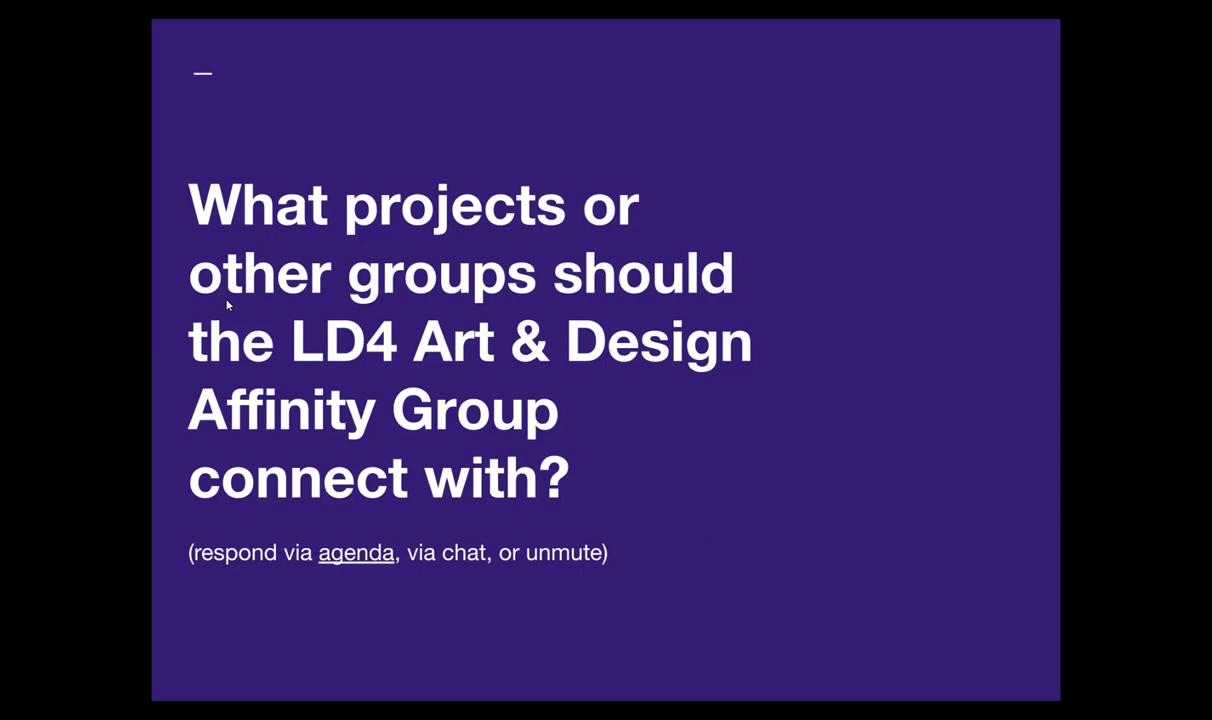 What projects or
other groups should
the LD4 Art & Design
Affinity Group
connect with?
(respond via agenda, via chat, or unmute)